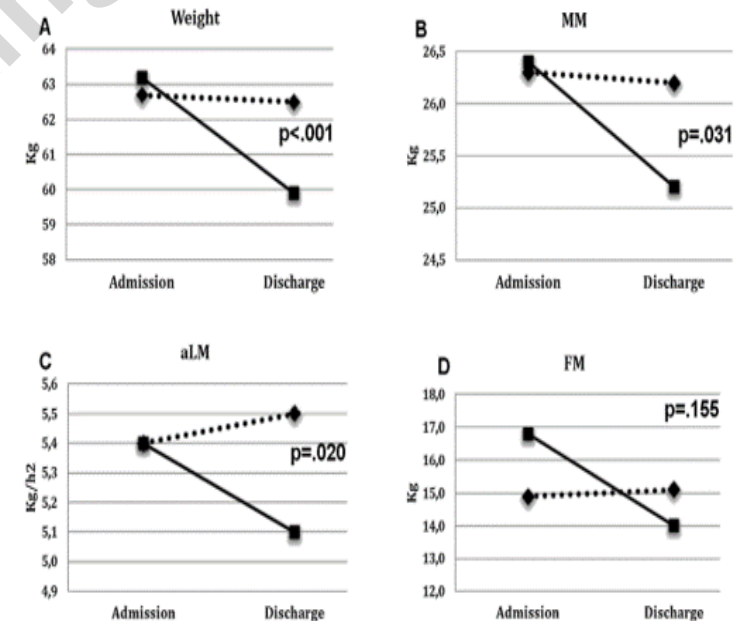 A
Weight
64
63
62
61
60
59
58
Kg
p<.001
Admission Discharge
B
MM
26,5
26,0
25,5
25,0
24,5
Kg
p=.031
Admission Discharge
C
aLM
5,6
5,5
5,4
5,3
5,2
5,1
5,0
4,9
Kg/h2
p=.020
Admission Discharge
D
FM
18,0
17,0
16,0
15,0
14,0
13,0
12,0
Kg
p=.155
Admission Discharge